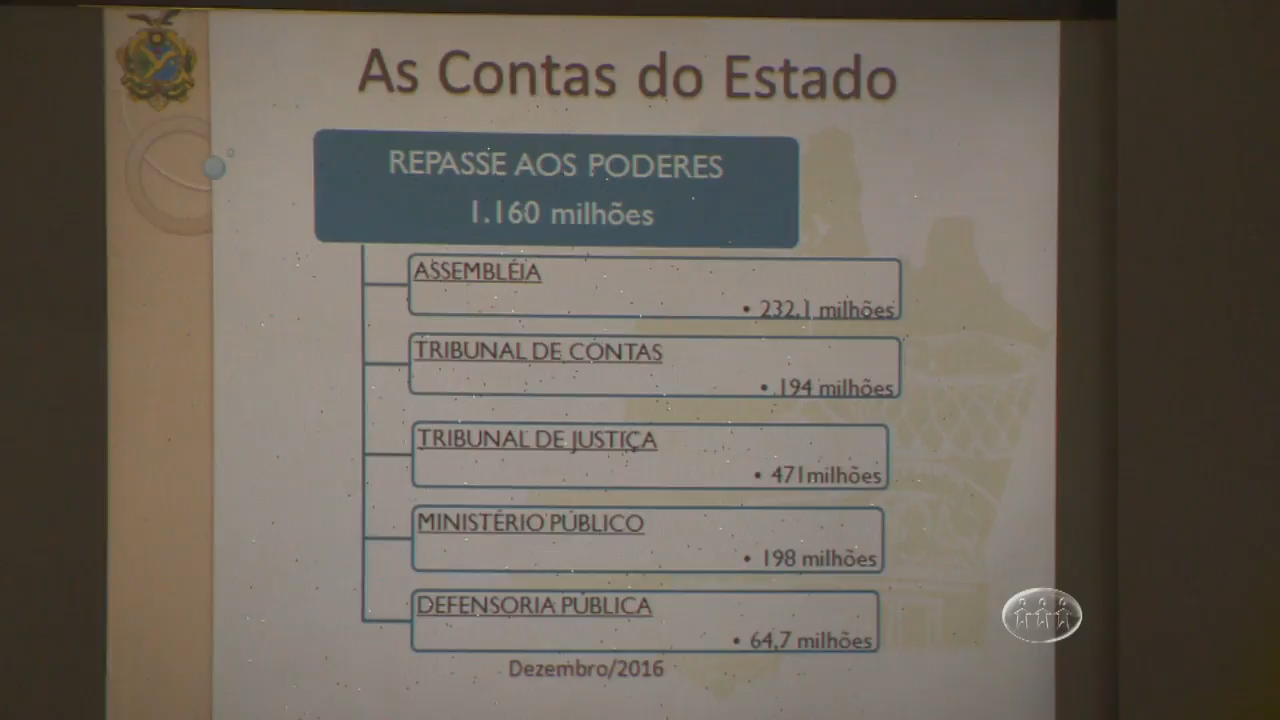 As Contas do Estado
REPASSE AOS PODERES
1.160 milhões
ASSEMBLÉIA
• 232,1 milhões
TRIBUNAL DE CONTAS
• 194 milhões
TRIBUNAL DE JUSTIÇA
• 471milhões
MINISTÉRIO PÚBLICO
• 198 milhões
DEFENSORIA PÚBLICA
• 64,7 milhões
Dezembro/2016